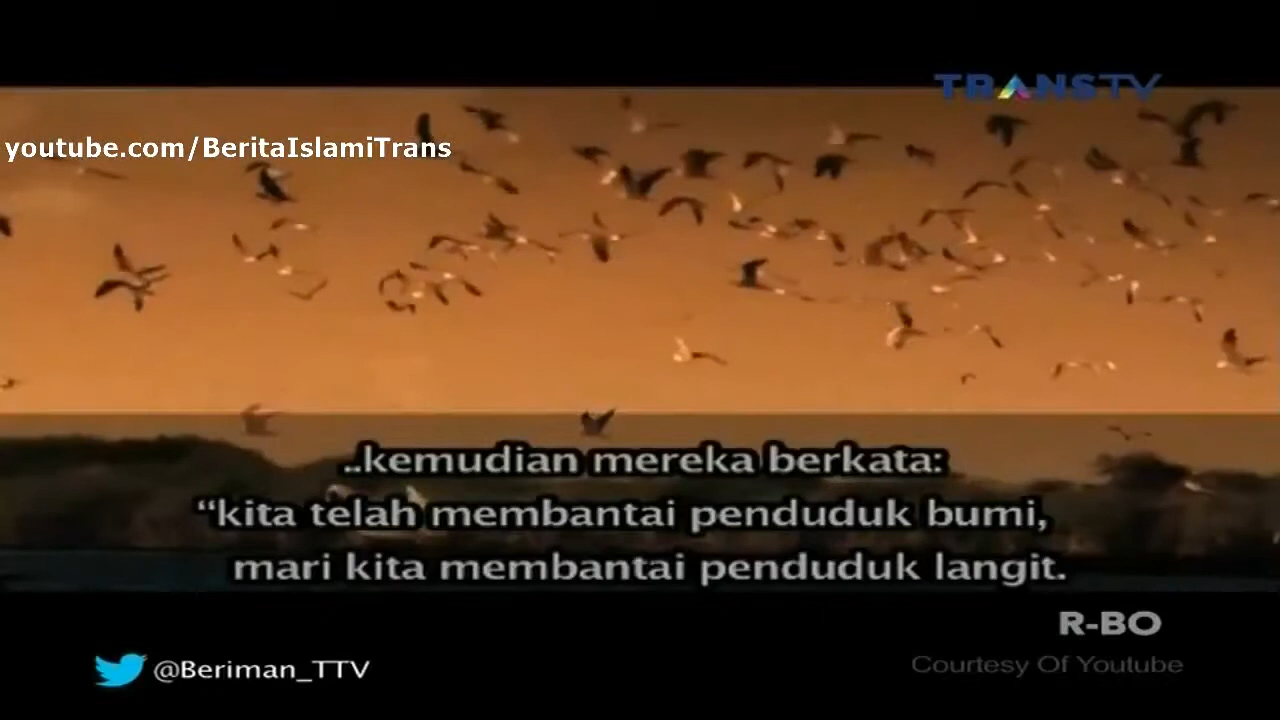 TRANSTV
youtube.com/BeritaIslamiTrans
..kemudian mereka berkata:
“kita telah membantai penduduk bumi,
mari kita membantai penduduk langit.
R-BO
@Beriman_TTV
Courtesy Of Youtube